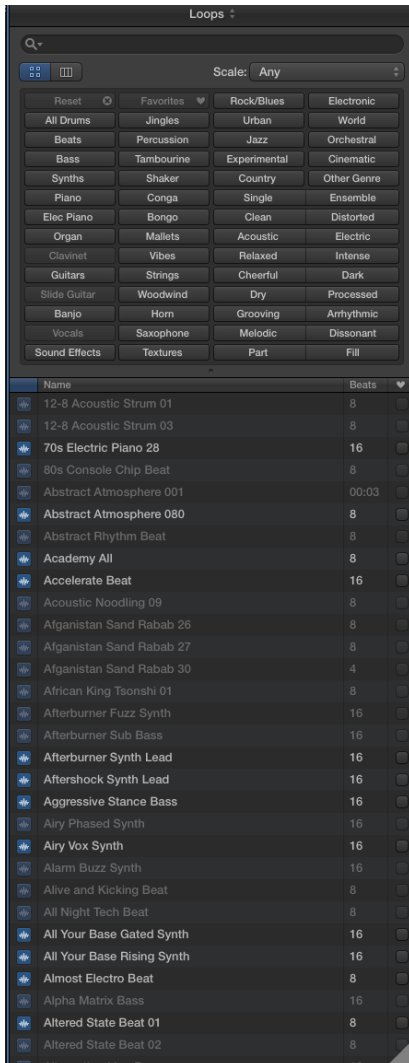 Loops
Scale: Any
Reset Favorites Rock/Blues Electronic
All Drums Jingles Urban World
Beats Percussion Jazz Orchestral
Bass Tambourine Experimental Cinematic
Synths Shaker Country Other Genre
Piano Conga Single Ensemble
Elec Piano Bongo Clean Distorted
Organ Mallets Acoustic Electric
Clavinet Vibes Relaxed Intense
Guitars Strings Cheerful Dark
Slide Guitar Woodwind Dry Processed
Banjo Horn Grooving Arrhythmic
Vocals Saxophone Melodic Dissonant
Sound Effects Textures Part Fill
Name Beats
12-8 Acoustic Strum 01 8
12-8 Acoustic Strum 03 8
70s Electric Piano 28 16
80s Console Chip Beat 8
Abstract Atmosphere 001 00:03
Abstract Atmosphere 080 8
Abstract Rhythm Beat 8
Academy All 8
Accelerate Beat 16
Acoustic Noodling 09 8
Afganistan Sand Rabab 26 8
Afganistan Sand Rabab 27 8
Afganistan Sand Rabab 30 4
African King Tsonshi 01 8
Afterburner Fuzz Synth 16
Afterburner Sub Bass 16
Afterburner Synth Lead 16
Aftershock Synth Lead 16
Aggressive Stance Bass 16
Airy Phased Synth 16
Airy Vox Synth 16
Alarm Buzz Synth 16
Alive and Kicking Beat 8
All Night Tech Beat 8
All Your Base Gated Synth 16
All Your Base Rising Synth 16
Almost Electro Beat 8
Alpha Matrix Bass 16
Altered State Beat 01 8
Altered State Beat 02 8